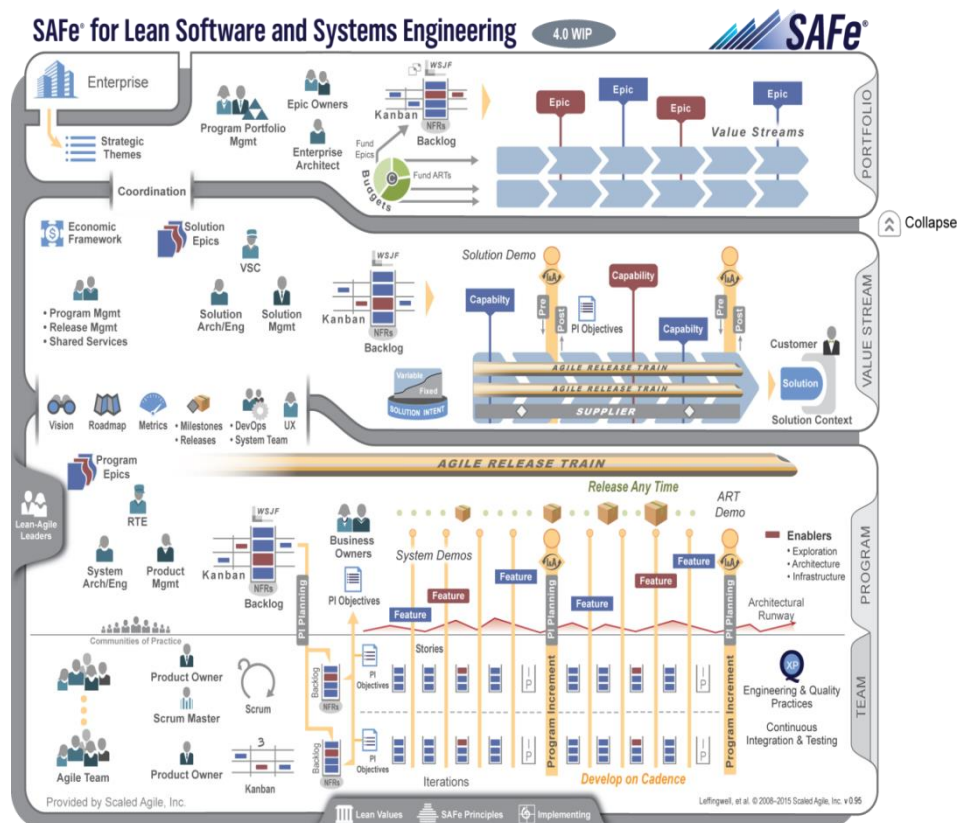 SAFe® for Lean Software and Systems Engineering
4.0 WIP
SAFe®
Enterprise
Strategic
Themes
Program Portfolio
Mgmt
Epic Owners
Enterprise
Architect
WSJF
Kanban
NFRs
Backlog
Fund
Epics
Fund ARTs
Budgets
C
Epic
Epic
Epic
Epic
Value Streams
PORTFOLIO
Coordination
Collapse
Economic
Framework
Solution
Epics
VSC
• Program Mgmt
• Release Mgmt
• Shared Services
Solution
Arch/Eng
Solution
Mgmt
WSJF
Kanban
NFRs
Backlog
Solution Demo
I&A
I&A
Capabilty
Capability
Capabilty
Pre
Post
Pre
Post
PI Objectives
AGILE RELEASE TRAIN
AGILE RELEASE TRAIN
SUPPLIER
Variable
Fixed
SOLUTION INTENT
Customer
Solution
Solution Context
VALUE STREAM
Vision
Roadmap
Metrics
• Milestones
• Releases
• DevOps
• System Team
UX
Lean-Agile
Leaders
Program
Epics
RTE
System
Arch/Eng
Product
Mgmt
AGILE RELEASE TRAIN
Release Any Time
ART
Demo
WSJF
Kanban
NFRs
Backlog
Business
Owners
PI Objectives
System Demos
I&A
I&A
Feature
Feature
Feature
Feature
Feature
Feature
Enablers
• Exploration
• Architecture
• Infrastructure
Architectural
Runway
PI Planning
PI Planning
PI Planning
PROGRAM
Communities of Practice
Product Owner
Scrum Master
Product Owner
Agile Team
Scrum
3
Kanban
Backlog
NFRs
Backlog
NFRs
PI
Objectives
PI
Objectives
Stories
IP
IP
IP
IP
Program Increment
Program Increment
Iterations
Develop on Cadence
XP
Engineering & Quality
Practices
Continuous
Integration & Testing
TEAM
Provided by Scaled Agile, Inc.
Leffingwell, et al. © 2008–2015 Scaled Agile, Inc. v 0.95
Lean Values
SAFe Principles
Implementing